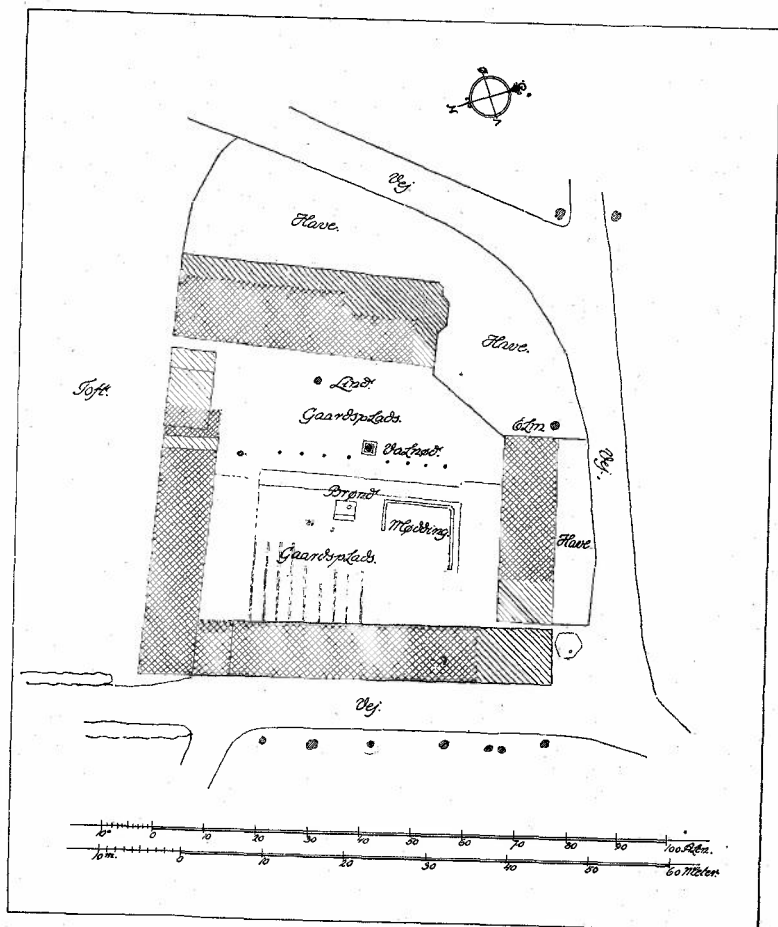 Vej.
Have.
Have.
Toft.
Lind.
Gaardsplads.
Elm
Valnød.
Vej.
Brønd
Mødding.
Have.
Gaardsplads.
Vej.
10 0 10 20 30 40 50 60 70 80 90 100 Alen.
10 m. 0 10 20 30 40 50 60 Meter.